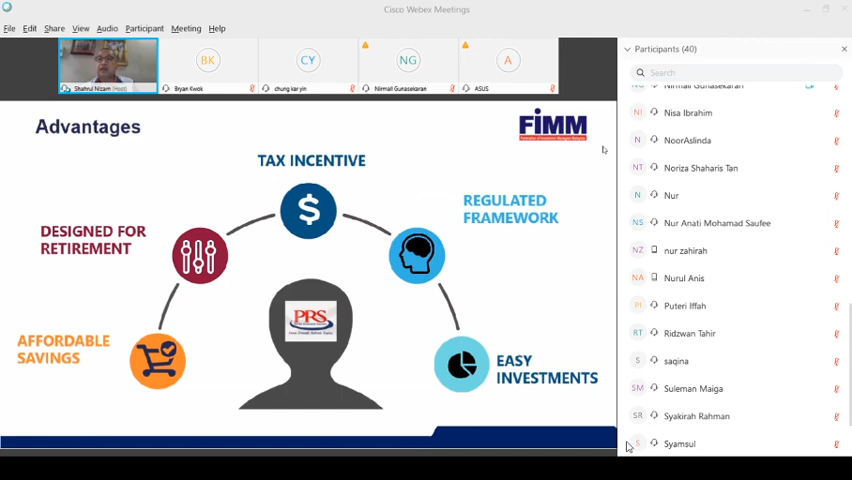 Cisco Webex Meetings
File Edit Share View Audio Participant Meeting Help
BK
CY
NG
A
Shahrul Nizam (Host)
Bryan Kwok
chung kar yin
Nirmall Gunasekaran
ASUS
Participants (40)
Search
Nirmall Gunasekaran
NI Nisa Ibrahim
N NoorAslinda
NT Noriza Shaharis Tan
N Nur
NS Nur Anati Mohamad Saufee
NZ nur zahirah
NA Nurul Anis
PI Puteri Iffah
RT Ridzwan Tahir
S saqina
SM Suleman Maiga
SR Syakirah Rahman
S Syamsul
Advantages
FiMM
TAX INCENTIVE
$
REGULATED
FRAMEWORK
DESIGNED FOR
RETIREMENT
PRS
AFFORDABLE
SAVINGS
EASY
INVESTMENTS